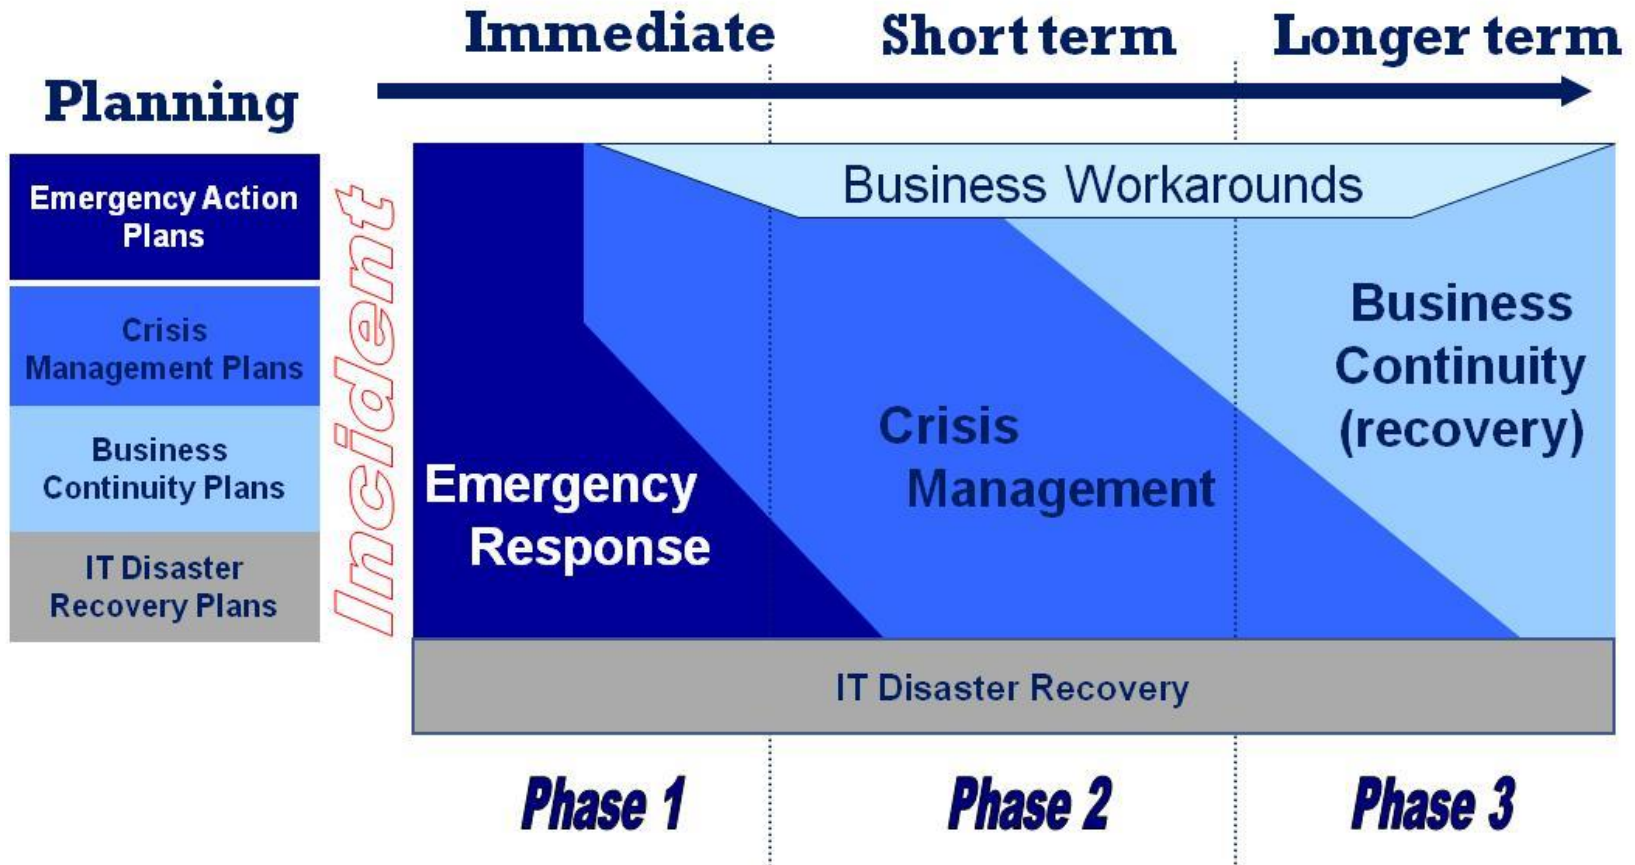 Immediate
Short term
Longer term
Planning
Emergency Action
Plans
Crisis
Management Plans
Business
Continuity Plans
IT Disaster
Recovery Plans
Incident
Business Workarounds
Emergency
Response
Crisis
Management
Business
Continuity
(recovery)
IT Disaster Recovery
Phase 1
Phase 2
Phase 3